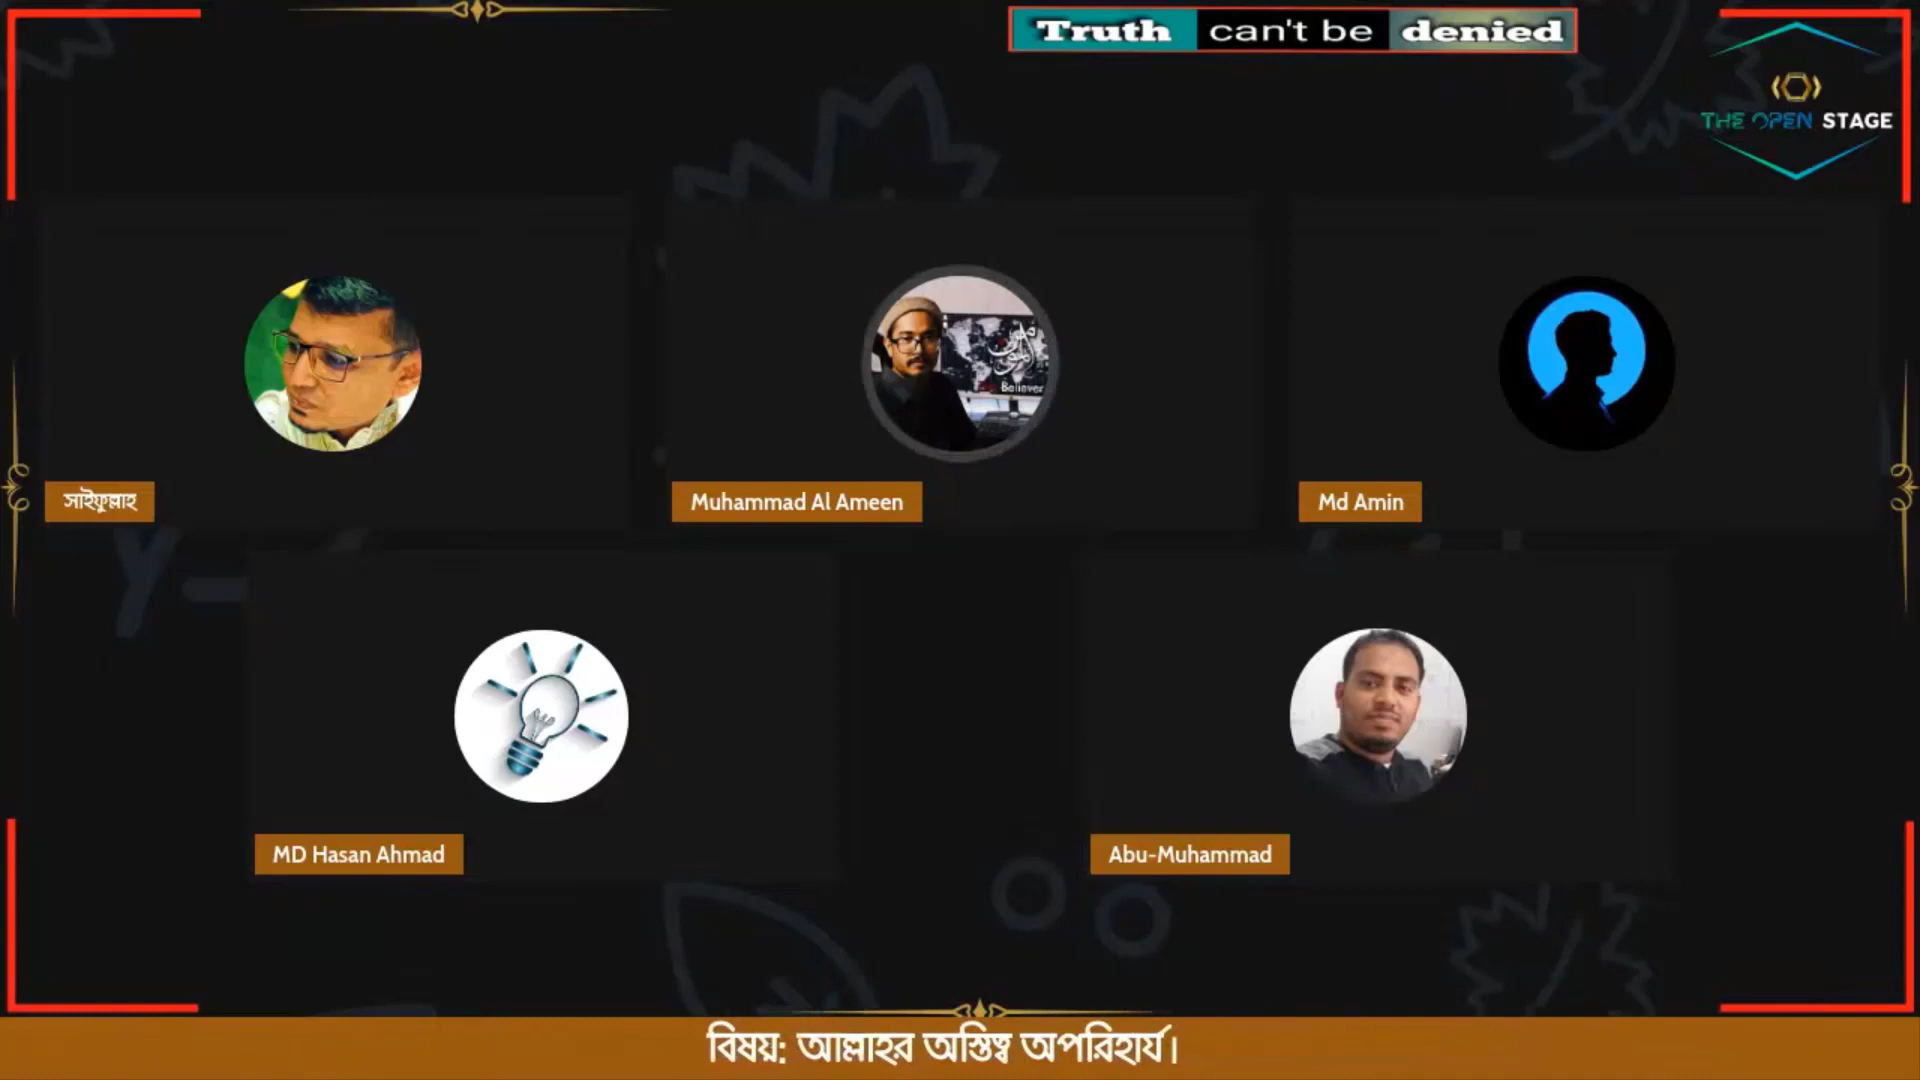 Truth can't be denied
THE OPEN STAGE
Believer
সাইফুল্লাহ
Muhammad Al Ameen
Md Amin
MD Hasan Ahmad
Abu-Muhammad
বিষয়: আল্লাহর অস্তিত্ব অপরিহার্য।